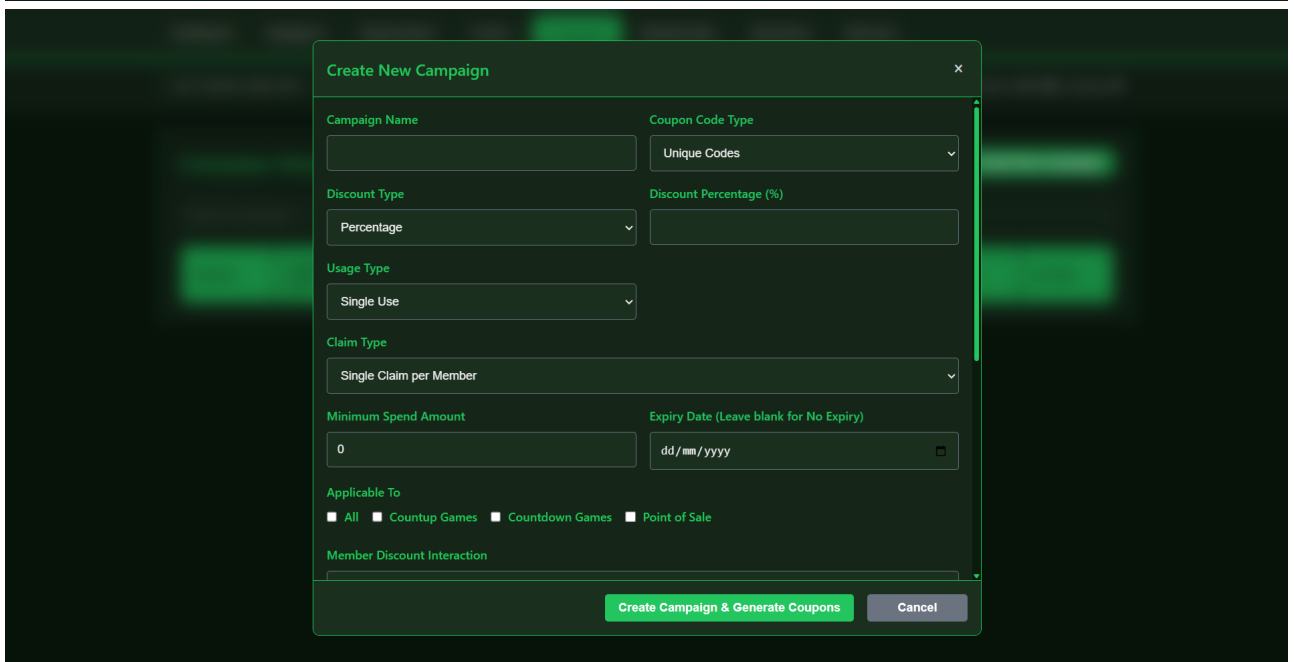 Create New Campaign ×
Campaign Name Coupon Code Type
Unique Codes
Discount Type Discount Percentage (%)
Percentage
Usage Type
Single Use
Claim Type
Single Claim per Member
Minimum Spend Amount Expiry Date (Leave blank for No Expiry)
0 dd/mm/yyyy
Applicable To
All Countup Games Countdown Games Point of Sale
Member Discount Interaction
Create Campaign & Generate Coupons Cancel